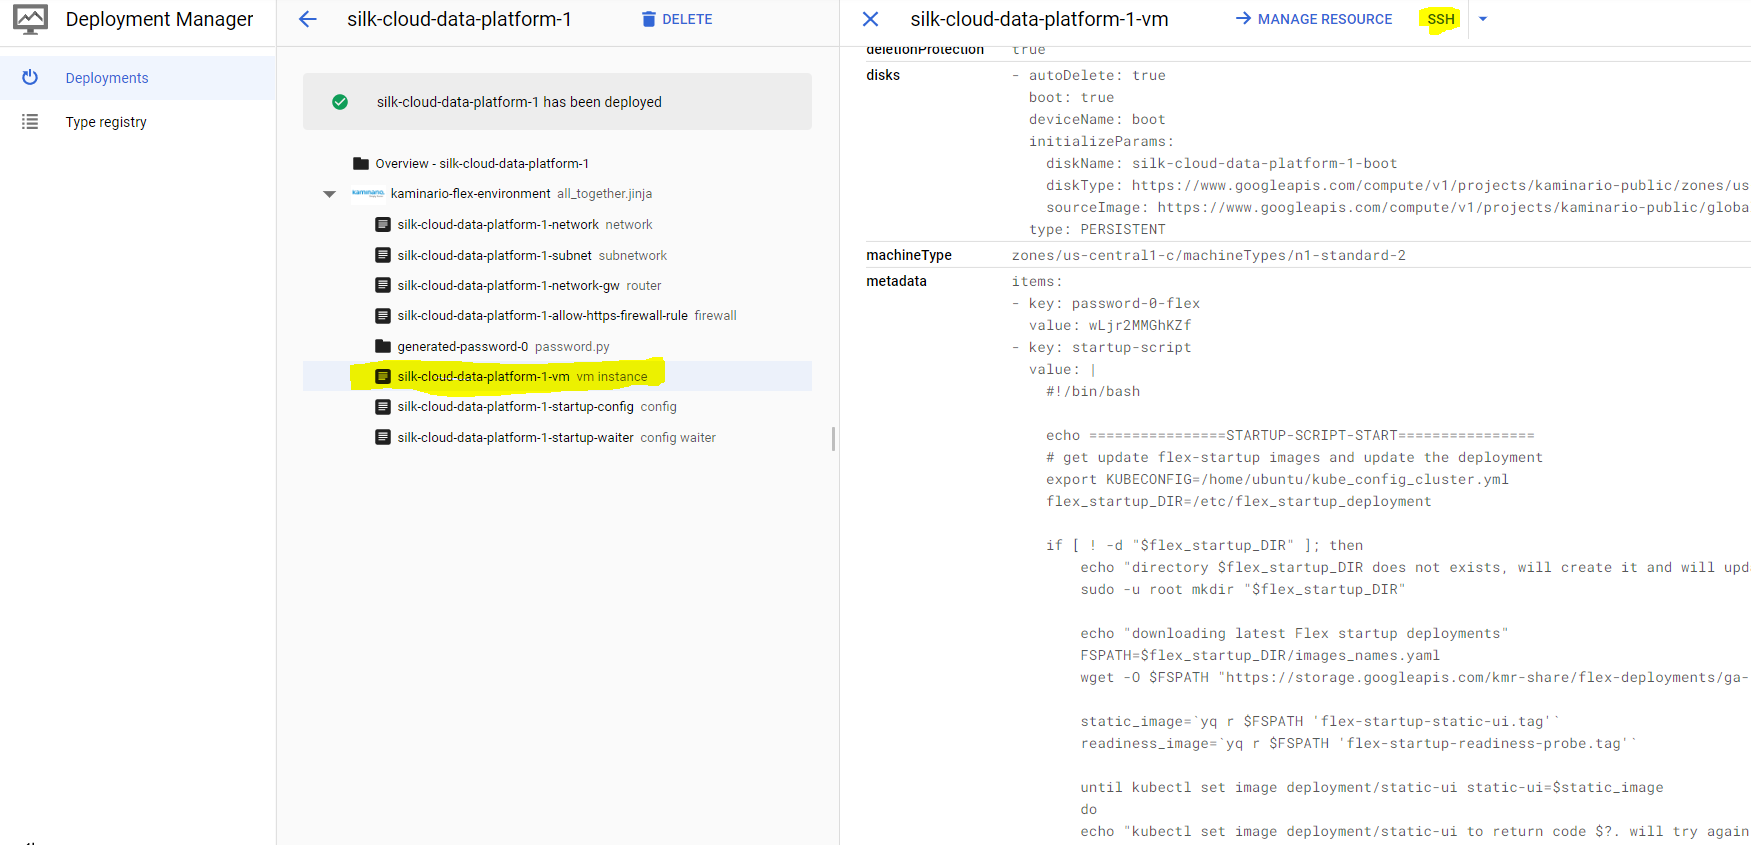 Deployment Manager
Deployments
Type registry
silk-cloud-data-platform-1
DELETE
silk-cloud-data-platform-1 has been deployed
Overview - silk-cloud-data-platform-1
kaminario. kaminario-flex-environment all_together.jinja
silk-cloud-data-platform-1-network network
silk-cloud-data-platform-1-subnet subnetwork
silk-cloud-data-platform-1-network-gw router
silk-cloud-data-platform-1-allow-https-firewall-rule firewall
generated-password-0 password.py
silk-cloud-data-platform-1-vm vm instance
silk-cloud-data-platform-1-startup-config config
silk-cloud-data-platform-1-startup-waiter config waiter
silk-cloud-data-platform-1-vm
MANAGE RESOURCE
SSH
deletionProtection true
disks - autoDelete: true
boot: true
deviceName: boot
initializeParams:
diskName: silk-cloud-data-platform-1-boot
diskType: https://www.googleapis.com/compute/v1/projects/kaminario-public/zones/us
sourceImage: https://www.googleapis.com/compute/v1/projects/kaminario-public/globa
type: PERSISTENT
machineType zones/us-central1-c/machineTypes/n1-standard-2
metadata items:
- key: password-0-flex
value: wLjr2MMGhKZf
- key: startup-script
value: |
#!/bin/bash
echo ================STARTUP-SCRIPT-START================
# get update flex-startup images and update the deployment
export KUBECONFIG=/home/ubuntu/kube_config_cluster.yml
flex_startup_DIR=/etc/flex_startup_deployment
if [ ! -d "$flex_startup_DIR" ]; then
echo "directory $flex_startup_DIR does not exists, will create it and will upd
sudo -u root mkdir "$flex_startup_DIR"
echo "downloading latest Flex startup deployments"
FSPATH=$flex_startup_DIR/images_names.yaml
wget -O $FSPATH "https://storage.googleapis.com/kmr-share/flex-deployments/ga-
static_image=`yq r $FSPATH 'flex-startup-static-ui.tag'`
readiness_image=`yq r $FSPATH 'flex-startup-readiness-probe.tag'`
until kubectl set image deployment/static-ui static-ui=$static_image
do
echo "kubectl set image deployment/static-ui to return code $?. will try again